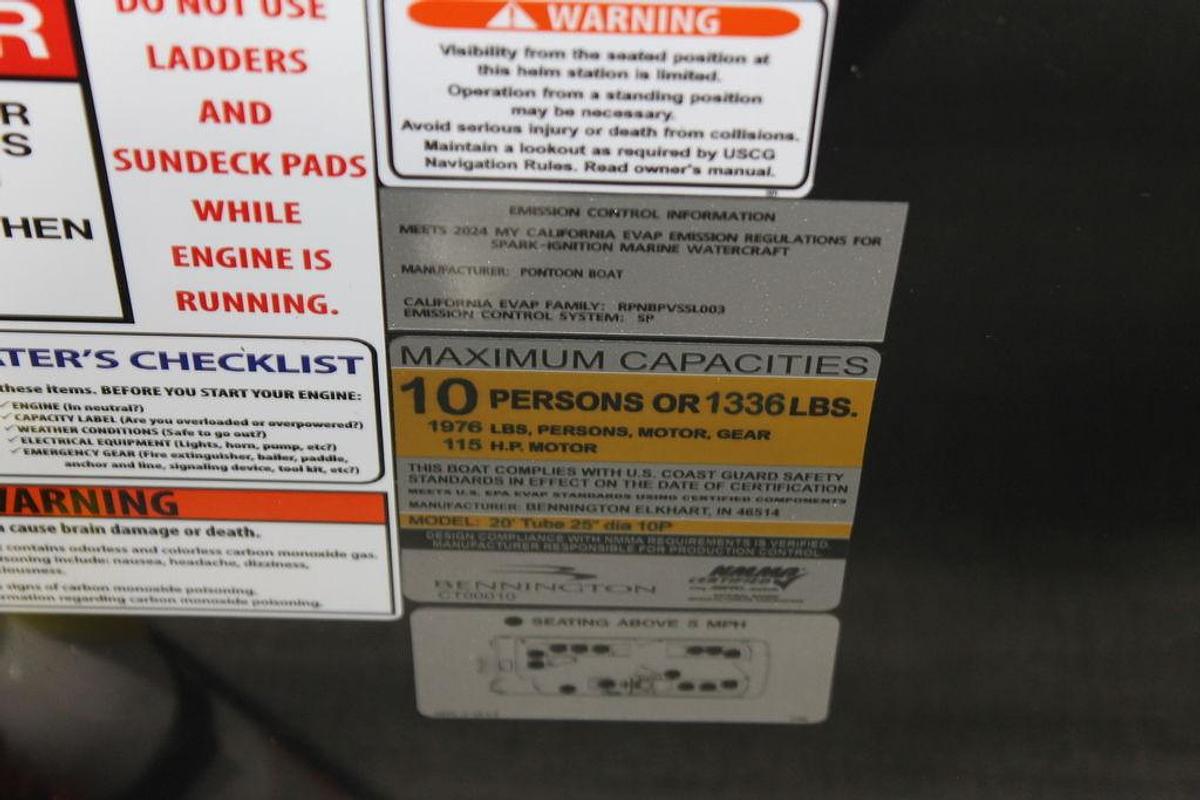 R
R
S
HEN
DO NOT USE
LADDERS
AND
SUNDECK PADS
WHILE
ENGINE IS
RUNNING.
WARNING
Visibility from the seated position at
this helm station is limited.
Operation from a standing position
may be necessary.
Avoid serious injury or death from collisions.
Maintain a lookout as required by USCG
Navigation Rules. Read owner's manual.
EMISSION CONTROL INFORMATION
MEETS 2024 MY CALIFORNIA EVAP EMISSION REGULATIONS FOR
SPARK-IGNITION MARINE WATERCRAFT
MANUFACTURER: PONTOON BOAT
CALIFORNIA EVAP FAMILY: RPNBPVSSL003
EMISSION CONTROL SYSTEM: SP
TER'S CHECKLIST
these items. BEFORE YOU START YOUR ENGINE:
ENGINE (In neutral?)
CAPACITY LABEL (Are you overloaded or overpowered?)
WEATHER CONDITIONS (Safe to go out?)
ELECTRICAL EQUIPMENT (Lights, horn, pump, etc?)
EMERGENCY GEAR (Fire extinguisher, bailer, paddle,
anchor and line, signaling device, tool kit, etc?)
WARNING
cause brain damage or death.
contains odorless and colorless carbon monoxide gas.
include: nausea, headache, dizziness,
signs of carbon monoxide poisoning.
regarding carbon monoxide poisoning.
MAXIMUM CAPACITIES
10 PERSONS OR 1336 LBS.
1976 LBS, PERSONS, MOTOR, GEAR
115 H.P. MOTOR
THIS BOAT COMPLIES WITH U.S. COAST GUARD SAFETY
STANDARDS IN EFFECT ON THE DATE OF CERTIFICATION
MEETS U.S. EPA EVAP STANDARDS USING CERTIFIED COMPONENTS
MANUFACTURER: BENNINGTON ELKHART, IN 46514
MODEL: 20' Tube 25" dia 10P
DESIGN COMPLIANCE WITH NMMA REQUIREMENTS IS VERIFIED.
MANUFACTURER RESPONSIBLE FOR PRODUCTION CONTROL.
BENNINGTON
CT00010
NMMA
CERTIFIED
SEATING ABOVE 5 MPH